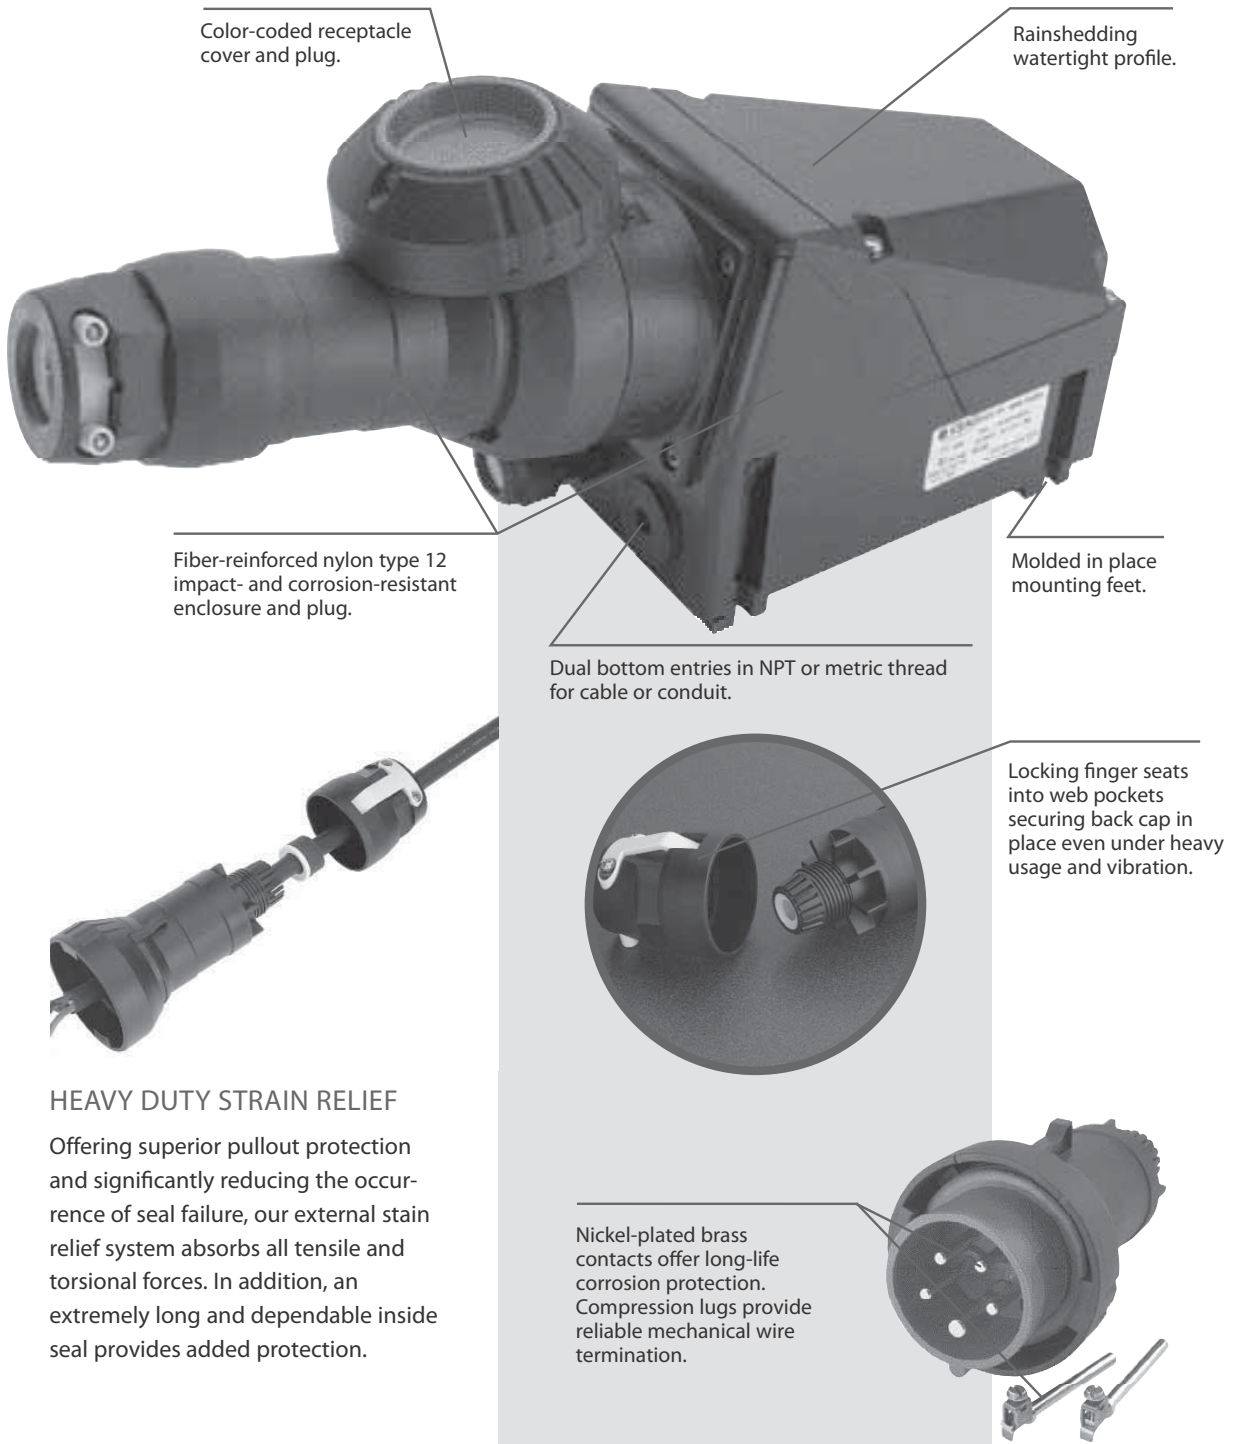 Color-coded receptacle
cover and plug.
Rainshedding
watertight profile.
Fiber-reinforced nylon type 12
impact- and corrosion-resistant
enclosure and plug.
Molded in place
mounting feet.
Dual bottom entries in NPT or metric thread
for cable or conduit.
Locking finger seats
into web pockets
securing back cap in
place even under heavy
usage and vibration.
HEAVY DUTY STRAIN RELIEF
Offering superior pullout protection
and significantly reducing the occur-
rence of seal failure, our external stain
relief system absorbs all tensile and
torsional forces. In addition, an
extremely long and dependable inside
seal provides added protection.
Nickel-plated brass
contacts offer long-life
corrosion protection.
Compression lugs provide
reliable mechanical wire
termination.